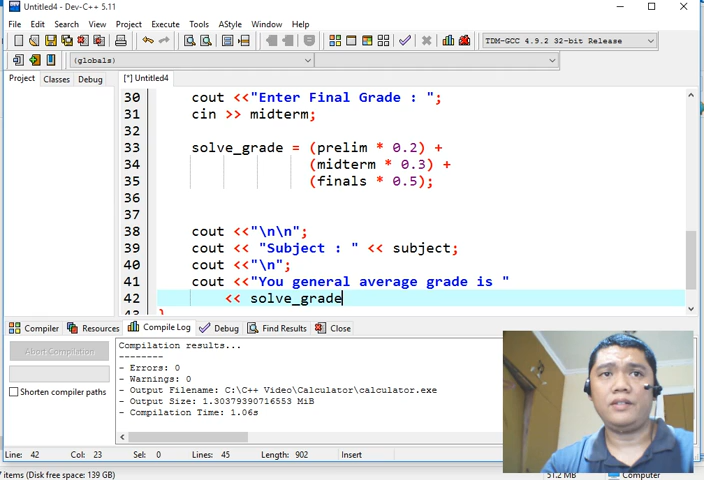 Untitled4 - Dev-C++ 5.11
File Edit Search View Project Execute Tools AStyle Window Help
TDM-GCC 4.9.2 32-bit Release
(globals)
Project Classes Debug
[*] Untitled4
30 cout <<"Enter Final Grade : ";
31 cin >> midterm;
32
33 solve_grade = (prelim * 0.2) +
34 (midterm * 0.3) +
35 (finals * 0.5);
36
37
38 cout <<"\n\n";
39 cout << "Subject : " << subject;
40 cout <<"\n";
41 cout <<"You general average grade is "
42 << solve_grade
43 }
Compiler Resources Compile Log Debug Find Results Close
Abort Compilation
Shorten compiler paths
Compilation results...
--------
- Errors: 0
- Warnings: 0
- Output Filename: C:\C++ Video\Calculator\calculator.exe
- Output Size: 1.30379390716553 MiB
- Compilation Time: 1.06s
Line: 42 Col: 23 Sel: 0 Lines: 45 Length: 902 Insert
items (Disk free space: 139 GB) 51.2 MB Computer